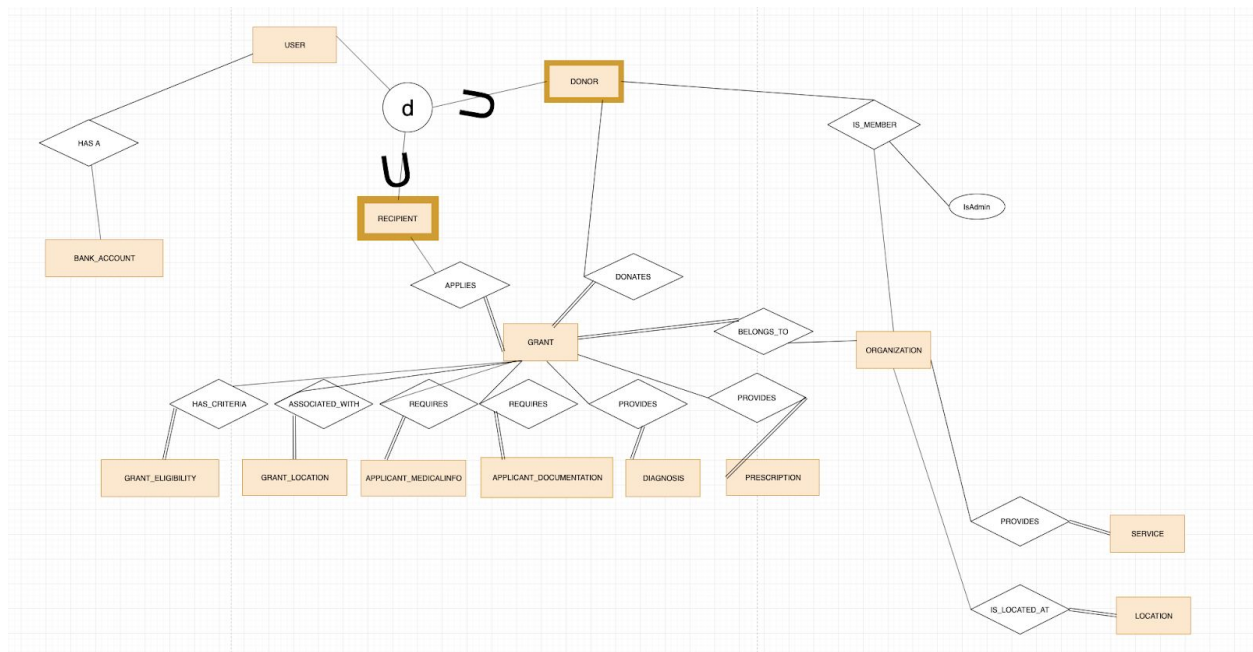 USER
DONOR
d
IS_MEMBER
HAS A
IsAdmin
RECIPIENT
BANK_ACCOUNT
APPLIES
DONATES
BELONGS_TO
GRANT
ORGANIZATION
HAS_CRITERIA
ASSOCIATED_WITH
REQUIRES
REQUIRES
PROVIDES
PROVIDES
GRANT_ELIGIBILITY
GRANT_LOCATION
APPLICANT_MEDICALINFO
APPLICANT_DOCUMENTATION
DIAGNOSIS
PRESCRIPTION
PROVIDES
SERVICE
IS_LOCATED_AT
LOCATION